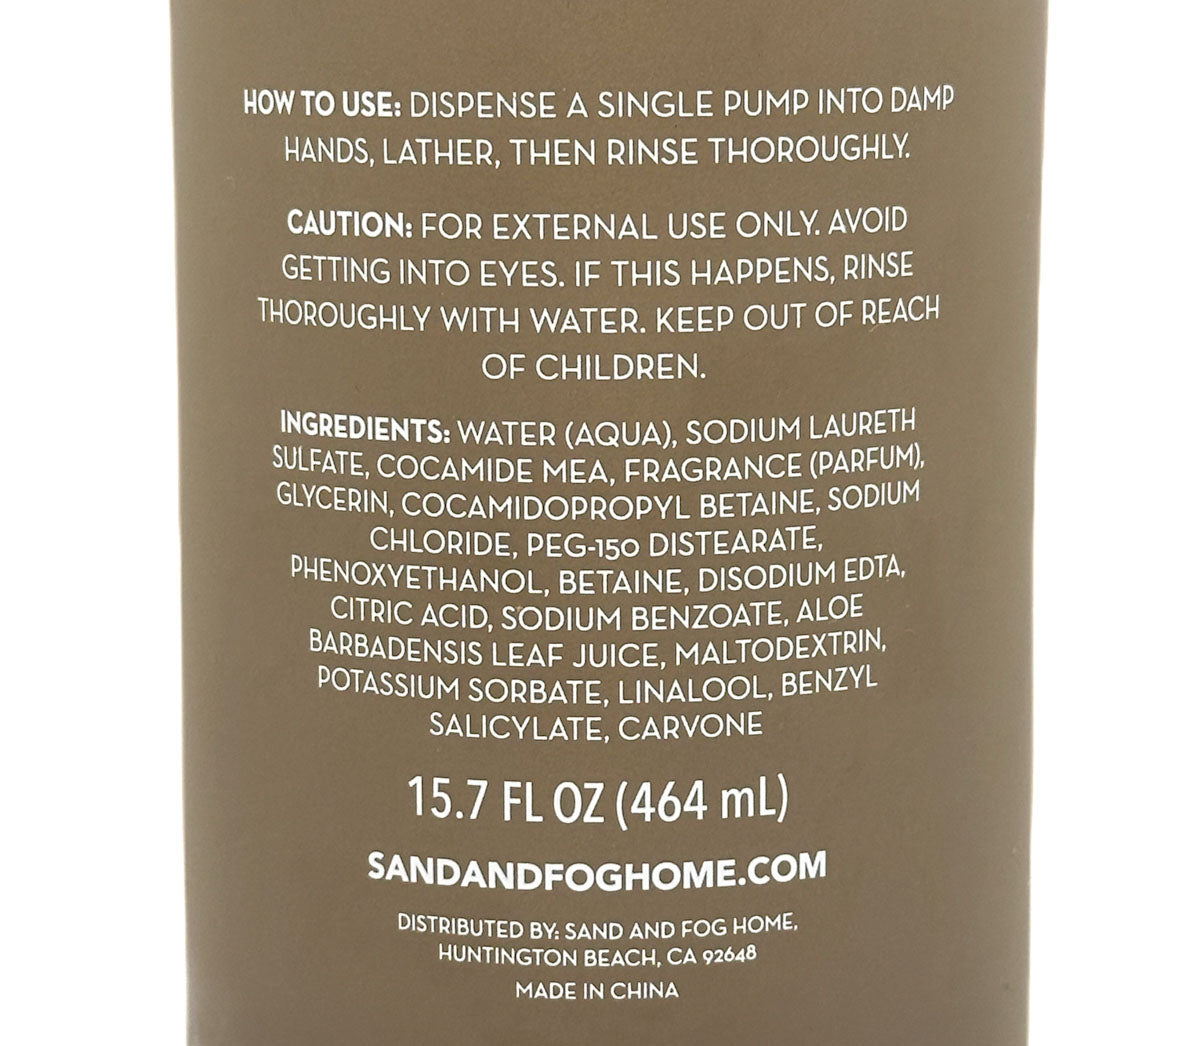 HOW TO USE: DISPENSE A SINGLE PUMP INTO DAMP
HANDS, LATHER, THEN RINSE THOROUGHLY.
CAUTION: FOR EXTERNAL USE ONLY. AVOID
GETTING INTO EYES. IF THIS HAPPENS, RINSE
THOROUGHLY WITH WATER. KEEP OUT OF REACH
OF CHILDREN.
INGREDIENTS: WATER (AQUA), SODIUM LAURETH
SULFATE, COCAMIDE MEA, FRAGRANCE (PARFUM),
GLYCERIN, COCAMIDOPROPYL BETAINE, SODIUM
CHLORIDE, PEG-150 DISTEARATE,
PHENOXYETHANOL, BETAINE, DISODIUM EDTA,
CITRIC ACID, SODIUM BENZOATE, ALOE
BARBADENSIS LEAF JUICE, MALTODEXTRIN,
POTASSIUM SORBATE, LINALOOL, BENZYL
SALICYLATE, CARVONE
15.7 FL OZ (464 mL)
SANDANDFOGHOME.COM
DISTRIBUTED BY: SAND AND FOG HOME,
HUNTINGTON BEACH, CA 92648
MADE IN CHINA